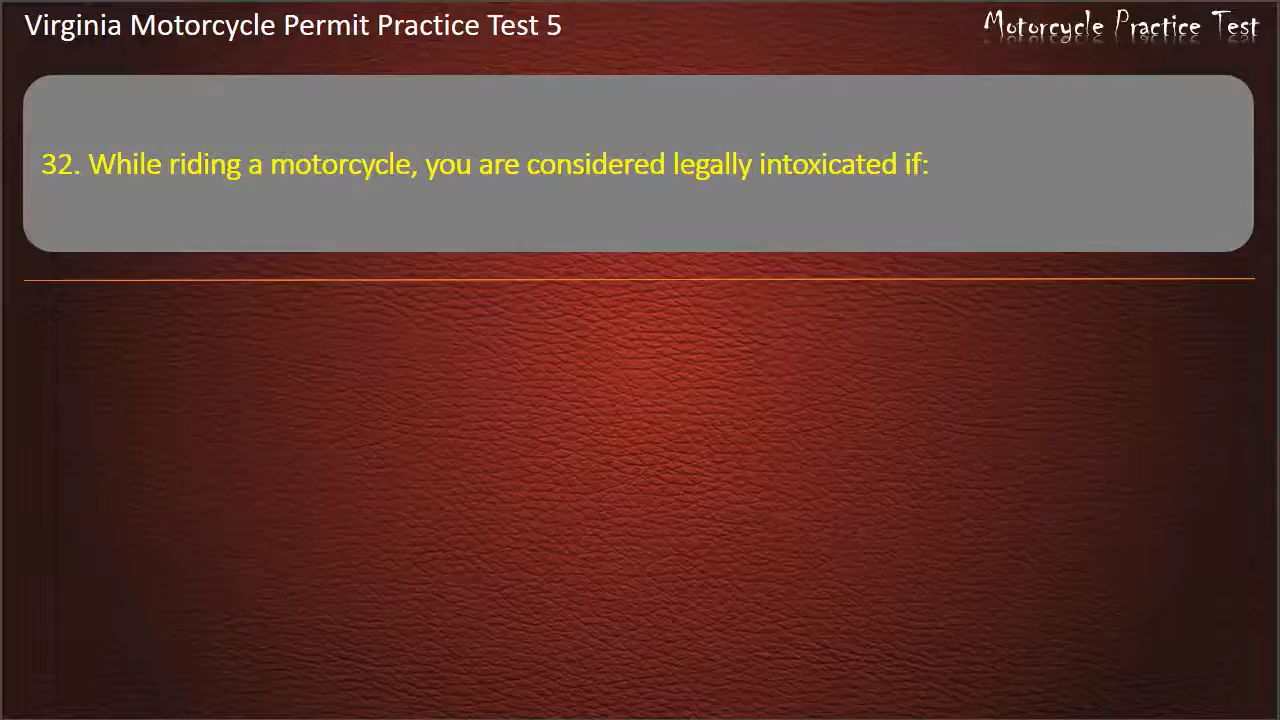 Virginia Motorcycle Permit Practice Test 5
Motorcycle Practice Test
32. While riding a motorcycle, you are considered legally intoxicated if: